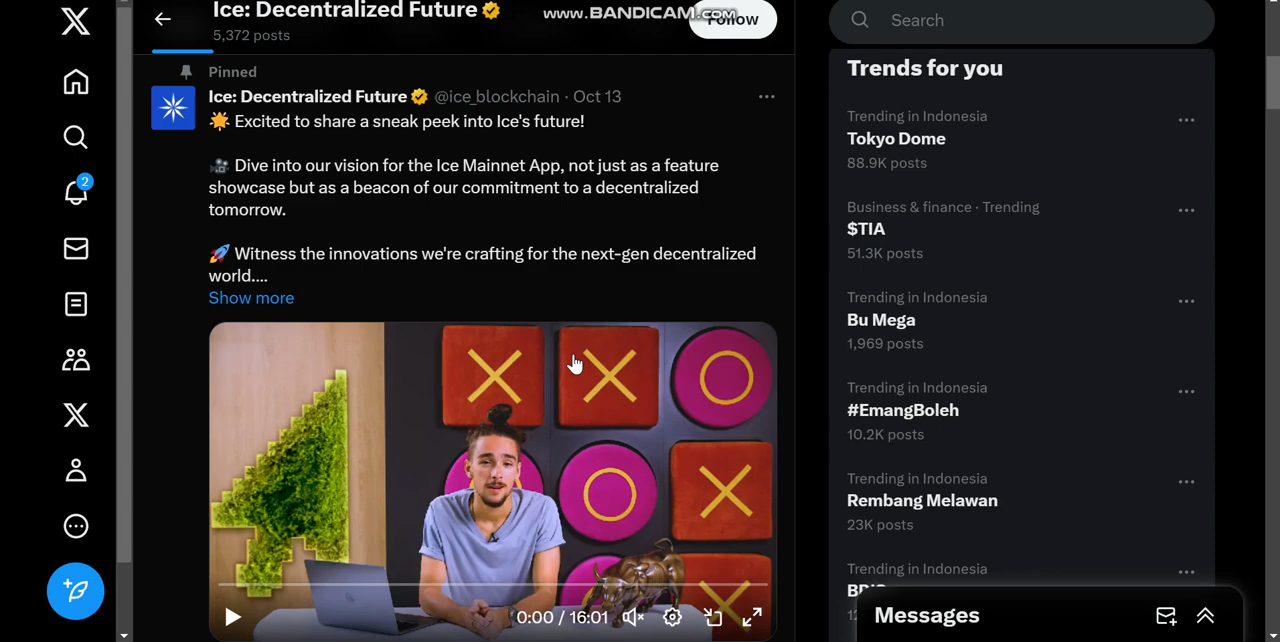 Ice: Decentralized Future
www.BANDICAM.com
Follow
5,372 posts
Search
Pinned
Ice: Decentralized Future @ice_blockchain · Oct 13
🌟 Excited to share a sneak peek into Ice's future!
🎥 Dive into our vision for the Ice Mainnet App, not just as a feature
showcase but as a beacon of our commitment to a decentralized
tomorrow.
🚀 Witness the innovations we're crafting for the next-gen decentralized
world....
Show more
0:00 / 16:01
2
Trends for you
Trending in Indonesia
Tokyo Dome
88.9K posts
Business & finance · Trending
$TIA
51.3K posts
Trending in Indonesia
Bu Mega
1,969 posts
Trending in Indonesia
#EmangBoleh
10.2K posts
Trending in Indonesia
Rembang Melawan
23K posts
Trending in Indonesia
Messages